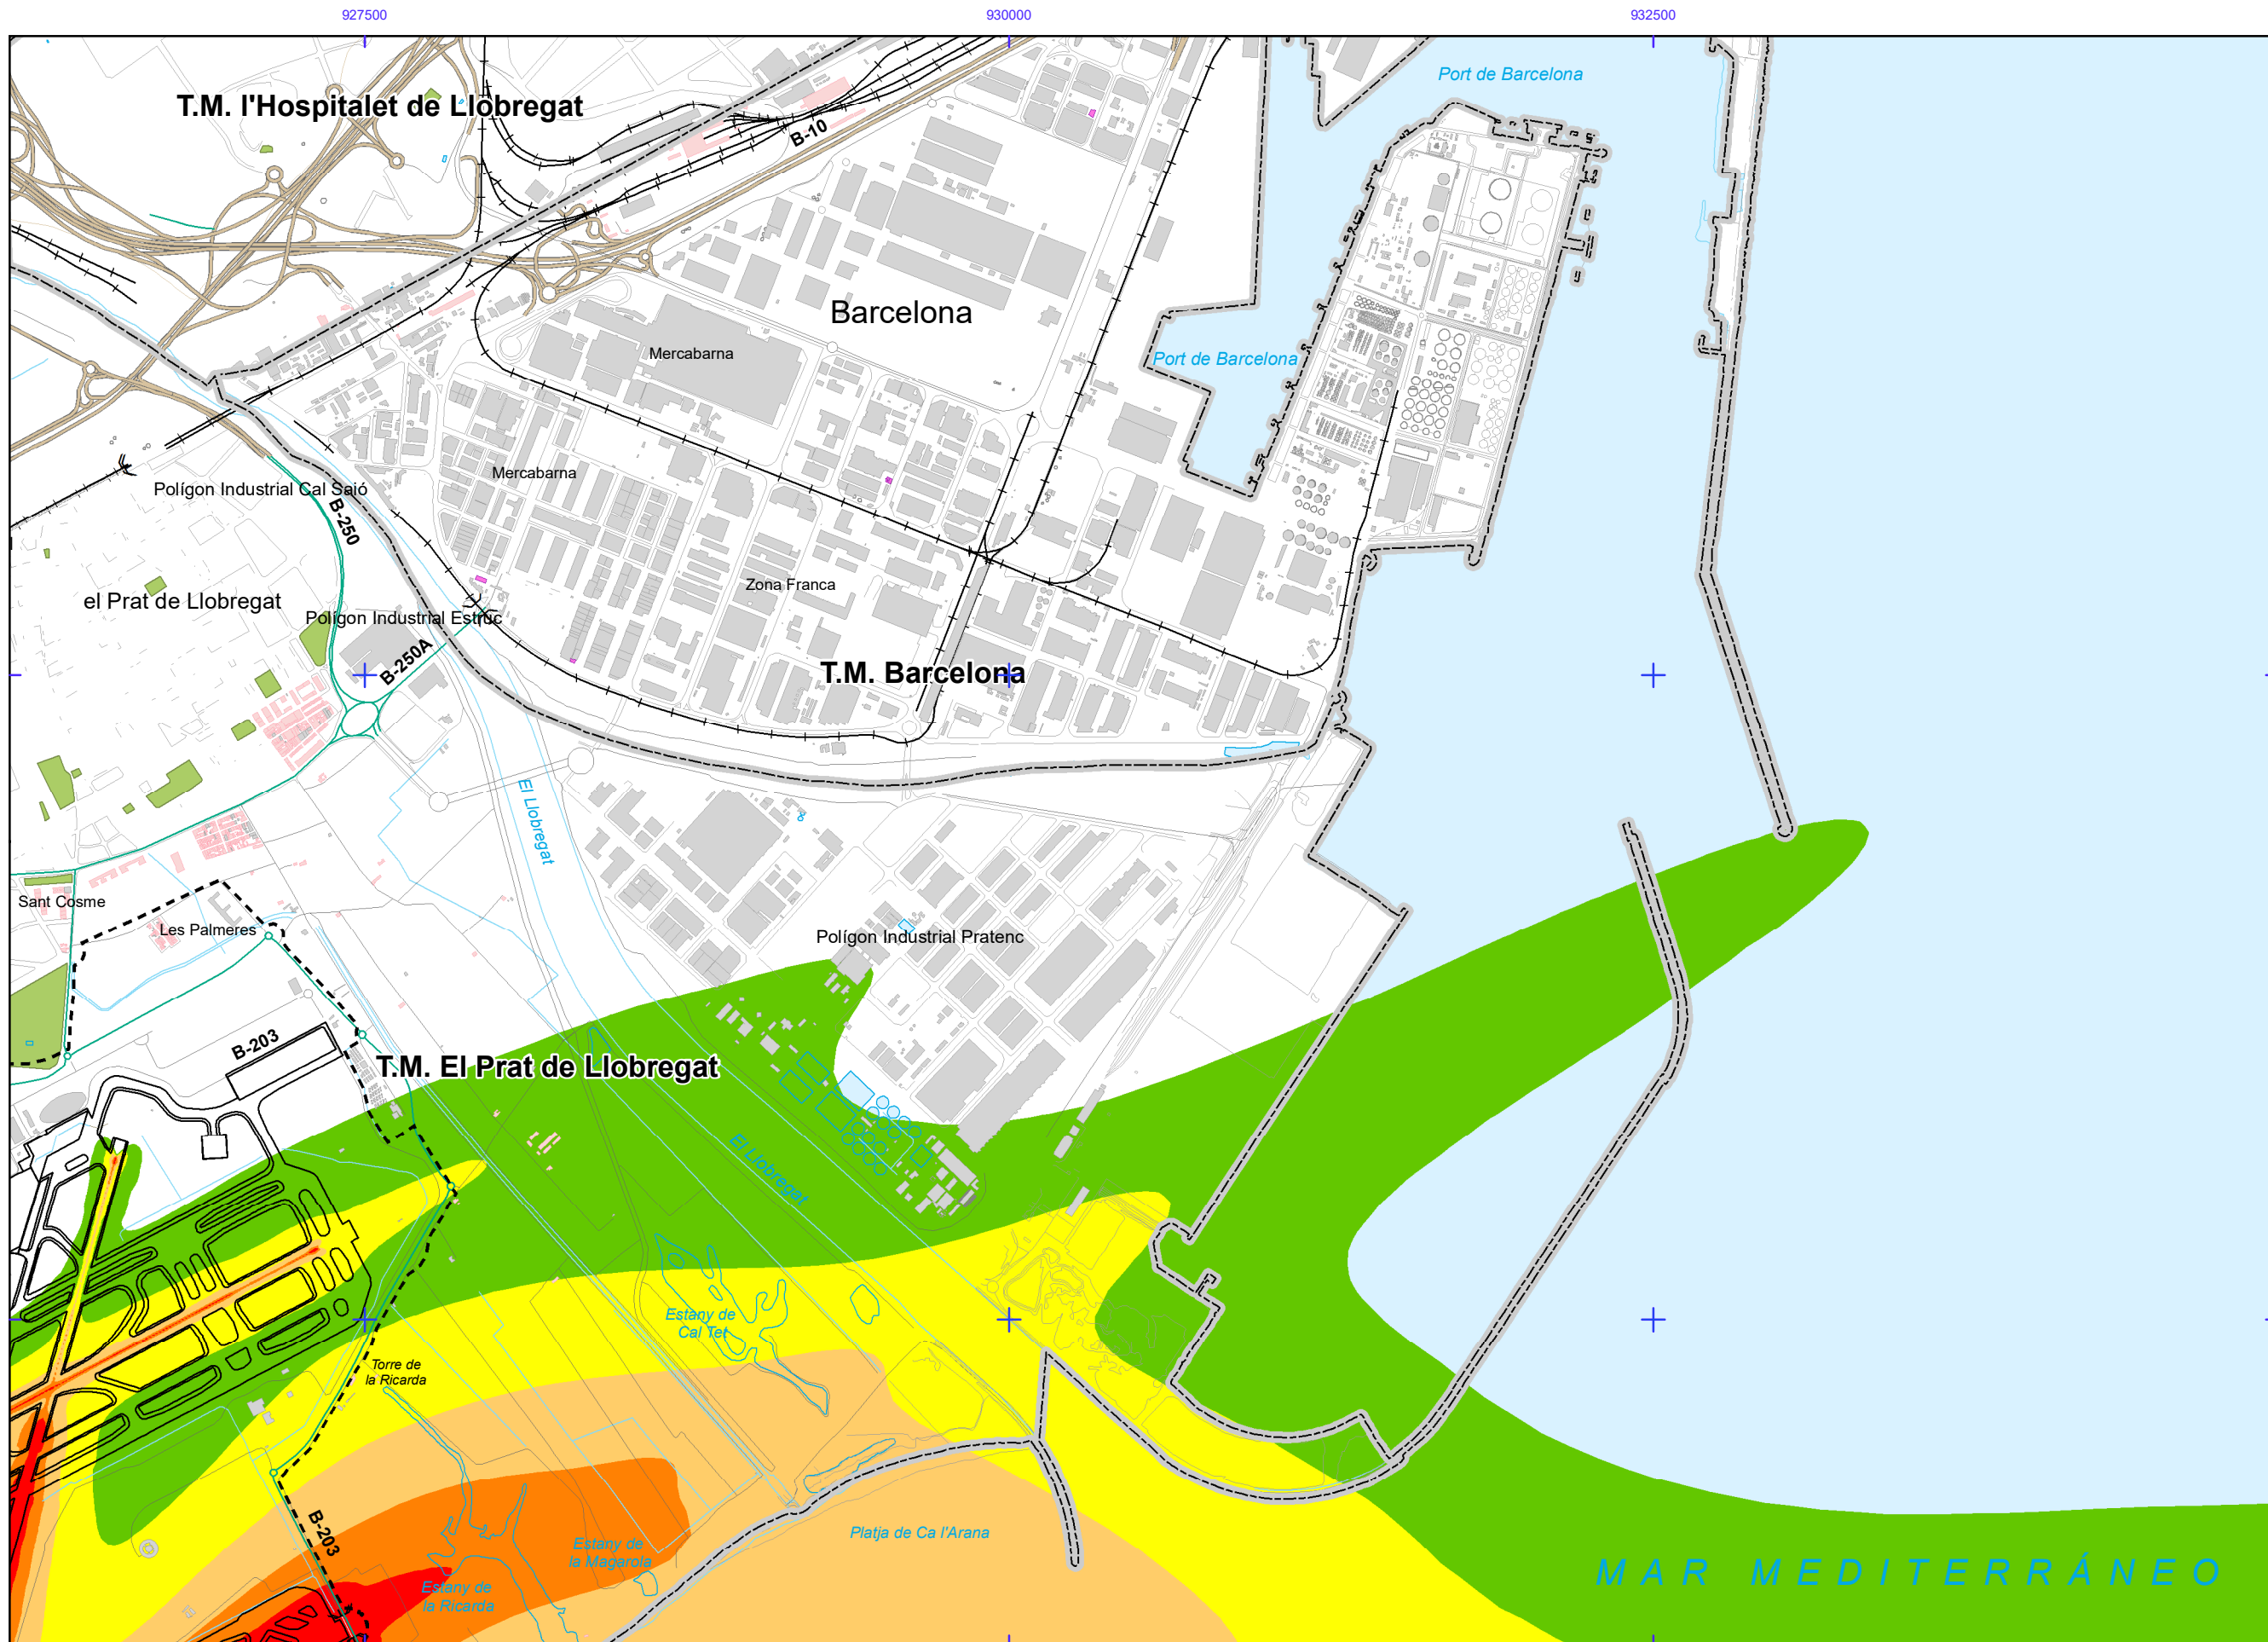 927500
930000
932500
Port de Barcelona
T.M. l'Hospitalet de Llobregat
B-10
Barcelona
Mercabarna
Port de Barcelona
Mercabarna
Polígon Industrial Cal Saió
B-250
Zona Franca
el Prat de Llobregat
Polígon Industrial Estruc
B-250A
T.M. Barcelona
El Llobregat
Sant Cosme
Les Palmeres
Polígon Industrial Pratenc
B-203
T.M. El Prat de Llobregat
El Llobregat
Estany de
Cal Tet
Torre de
la Ricarda
B-203
Platja de Ca l'Arana
Estany de
la Magarola
Estany de
la Ricarda
MAR MEDITERRÁNEO